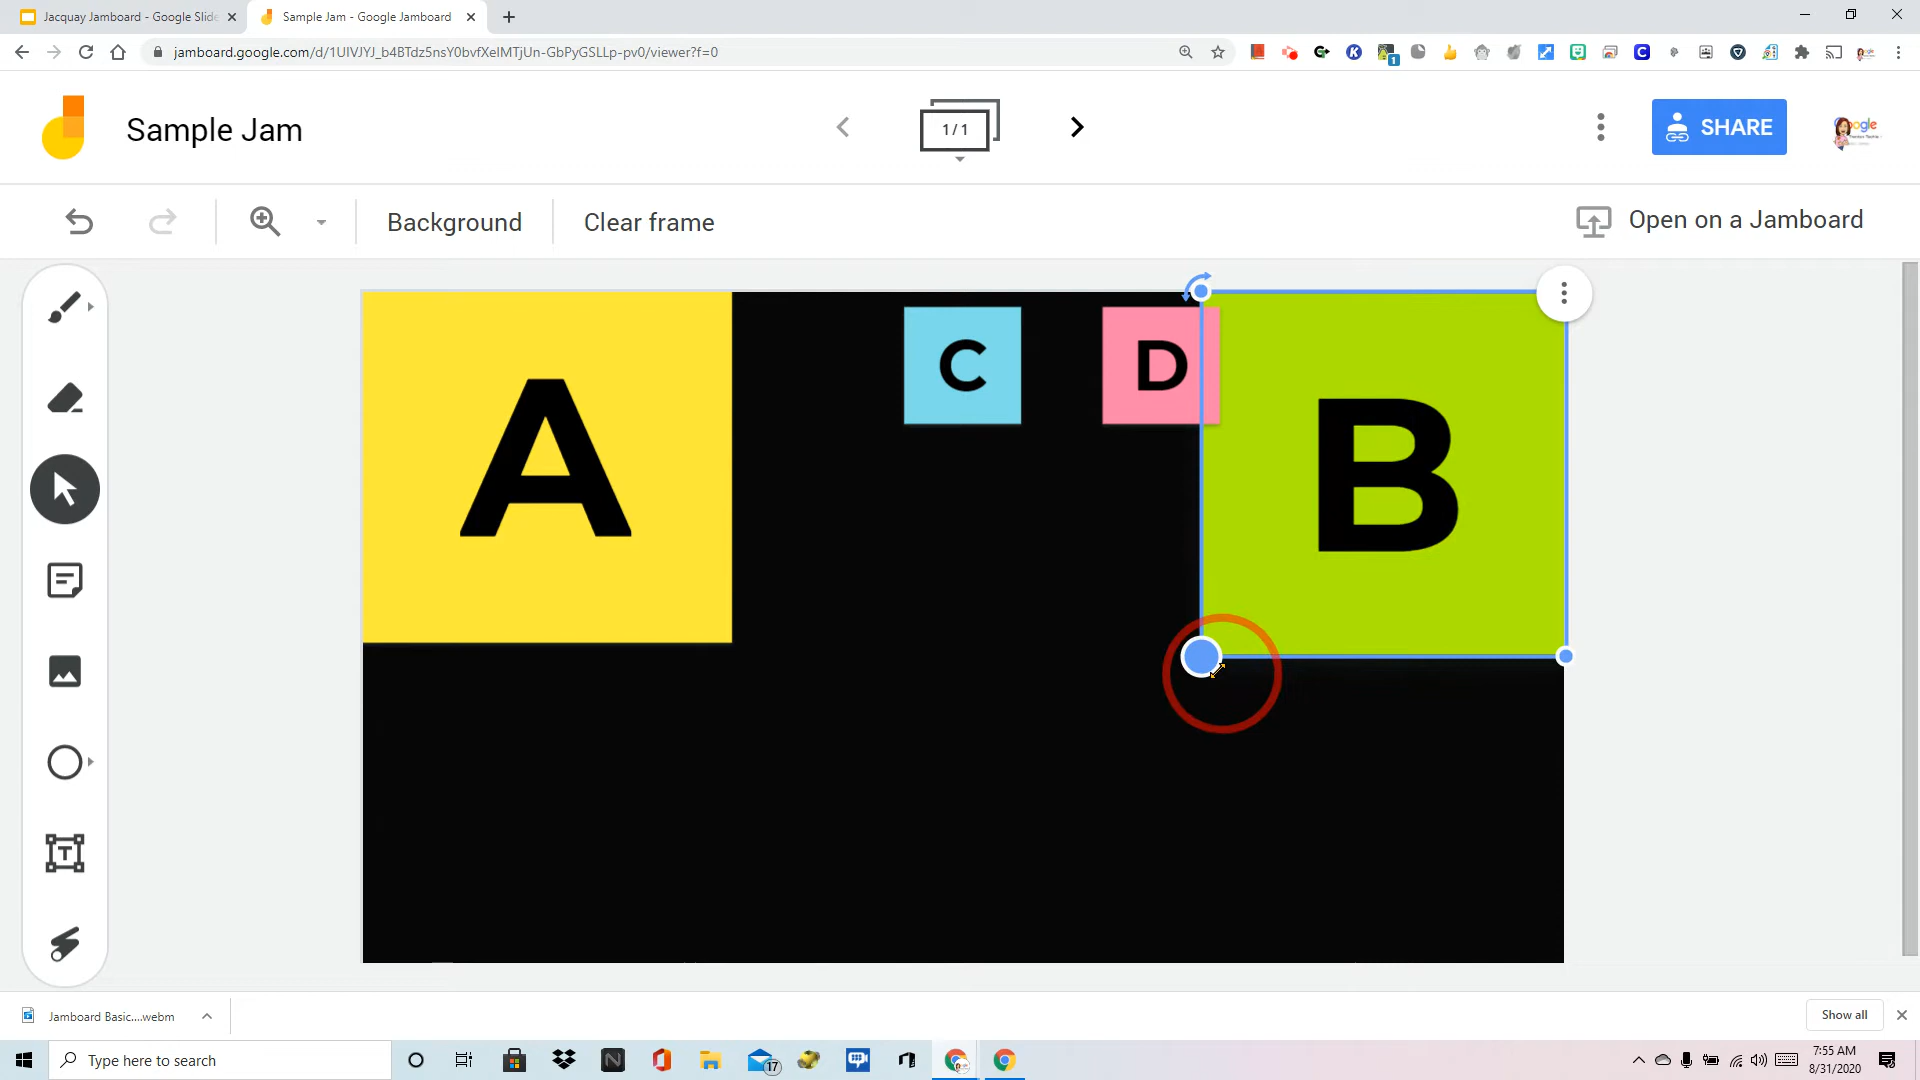 Jacquay Jamboard - Google Slide
Sample Jam - Google Jamboard
jamboard.google.com/d/1UIVJYJ_b4BTdz5nsY0bvfXelMTjUn-GbPyGSLLp-pv0/viewer?f=0
1
Sample Jam
1 / 1
SHARE
Background
Clear frame
Open on a Jamboard
A
C
D
B
Jamboard Basic....webm
Show all
Type here to search
17
7:55 AM
8/31/2020